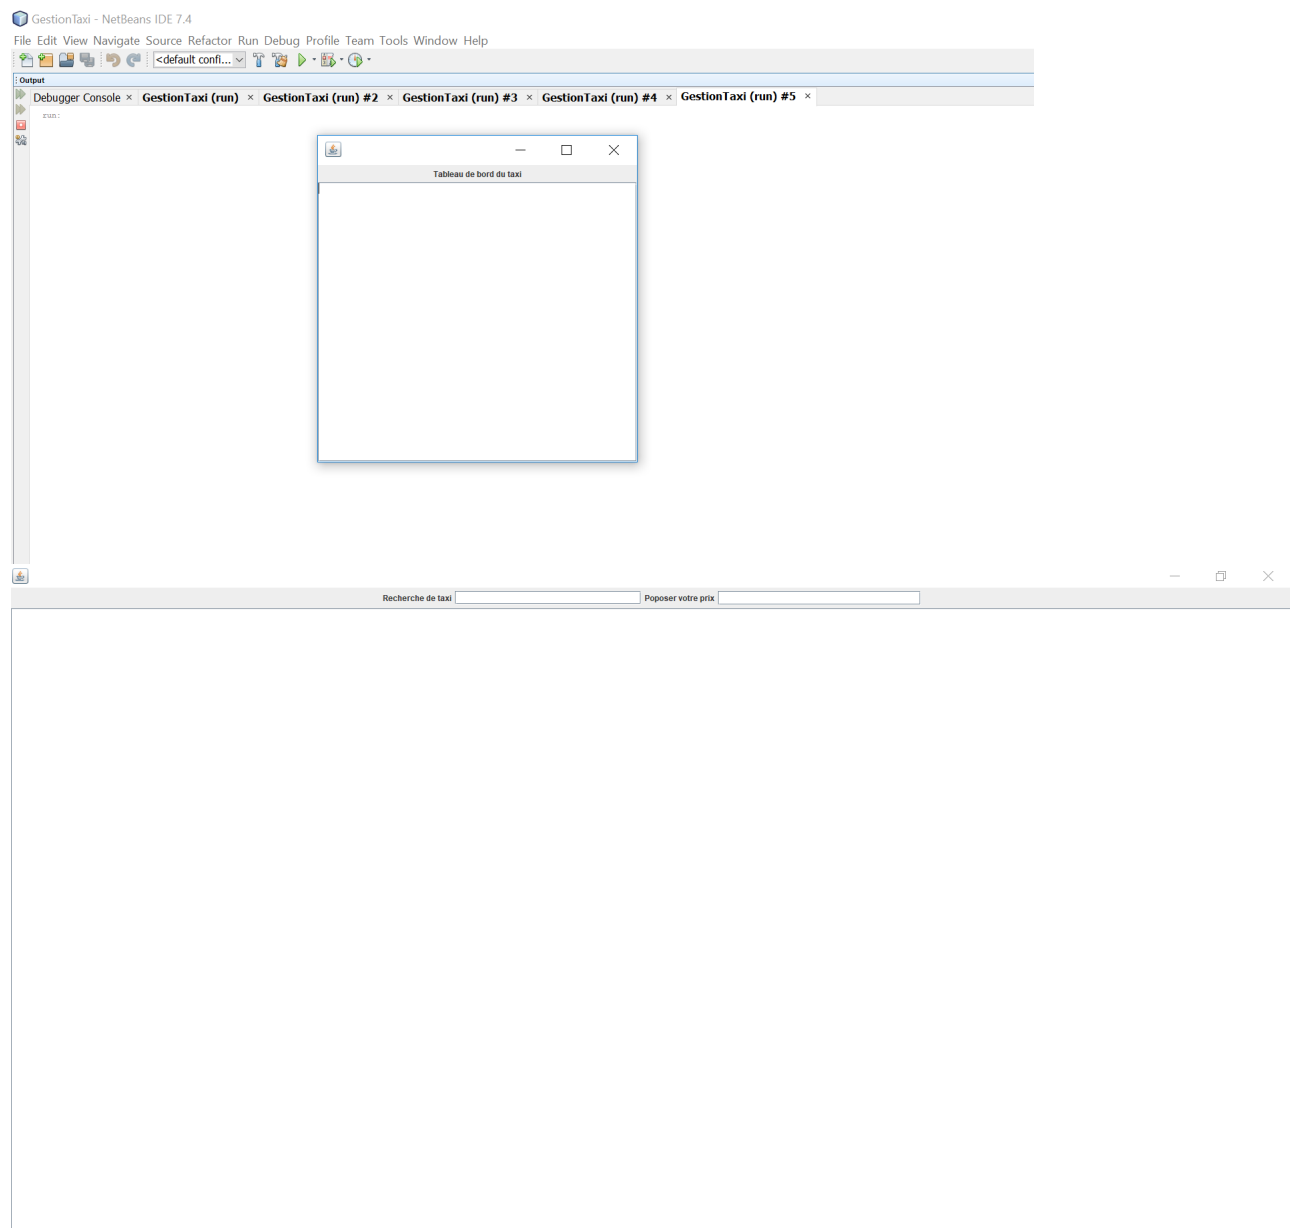 GestionTaxi - NetBeans IDE 7.4
File Edit View Navigate Source Refactor Run Debug Profile Team Tools Window Help
<default confi...
Output
Debugger Console × GestionTaxi (run) × GestionTaxi (run) #2 × GestionTaxi (run) #3 × GestionTaxi (run) #4 × GestionTaxi (run) #5 ×
run:
Tableau de bord du taxi
Recherche de taxi Poposer votre prix